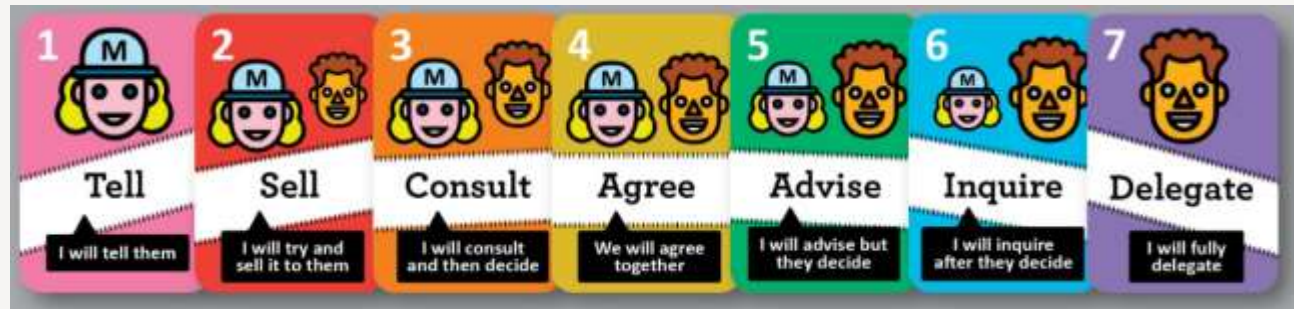 1
M
Tell
I will tell them
2
M
Sell
I will try and
sell it to them
3
M
Consult
I will consult
and then decide
4
M
Agree
We will agree
together
5
M
Advise
I will advise but
they decide
6
M
Inquire
I will inquire
after they decide
7
Delegate
I will fully
delegate